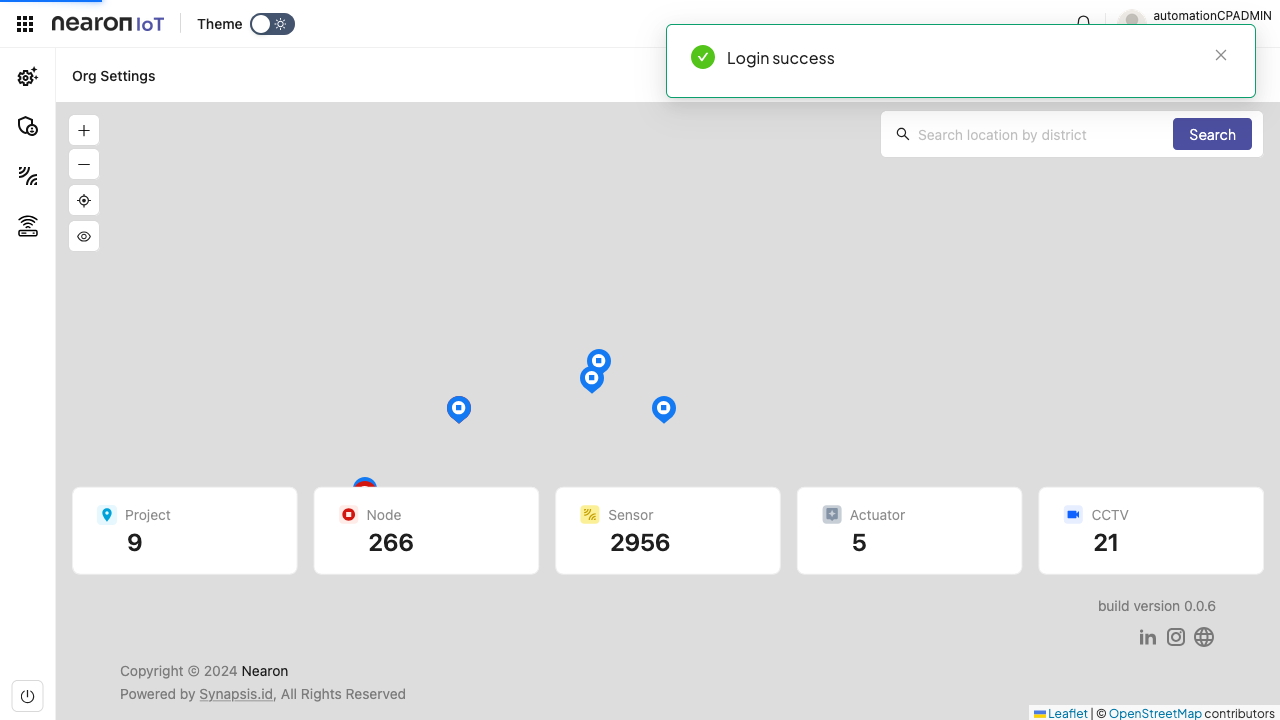 nearon IoT
Theme
automationCPADMIN
Login success
Org Settings
Search location by district
Search
Project
9
Node
266
Sensor
2956
Actuator
5
CCTV
21
build version 0.0.6
Copyright © 2024 Nearon
Powered by Synapsis.id, All Rights Reserved
Leaflet | © OpenStreetMap contributors